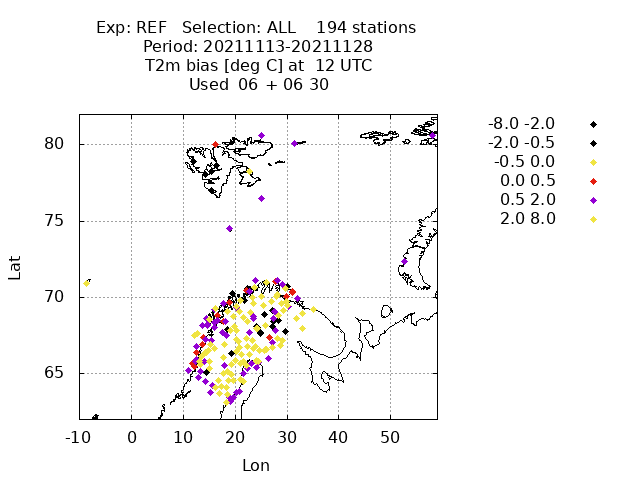 Exp: REF   Selection: ALL    194 stations
Period: 20211113-20211128
T2m bias [deg C] at  12 UTC
Used  06 + 06 30
-8.0 -2.0
-2.0 -0.5
-0.5 0.0
0.0 0.5
0.5 2.0
2.0 8.0
80
75
70
65
Lat
-10 0 10 20 30 40 50
Lon